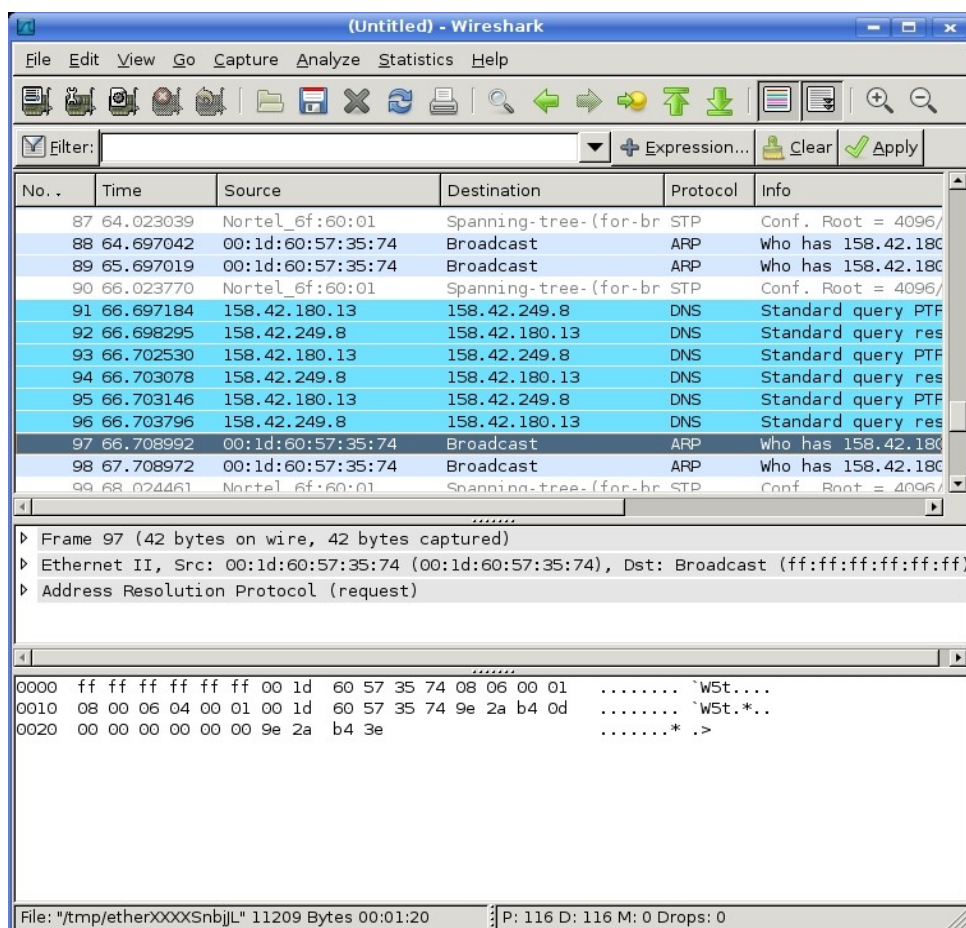 (Untitled) - Wireshark
File Edit View Go Capture Analyze Statistics Help
Filter: Expression... Clear Apply
No. . Time Source Destination Protocol Info
87 64.023039 Nortel_6f:60:01 Spanning-tree-(for-br STP Conf. Root = 4096/
88 64.697042 00:1d:60:57:35:74 Broadcast ARP Who has 158.42.180
89 65.697019 00:1d:60:57:35:74 Broadcast ARP Who has 158.42.180
90 66.023770 Nortel_6f:60:01 Spanning-tree-(for-br STP Conf. Root = 4096/
91 66.697184 158.42.180.13 158.42.249.8 DNS Standard query PTR
92 66.698295 158.42.249.8 158.42.180.13 DNS Standard query res
93 66.702530 158.42.180.13 158.42.249.8 DNS Standard query PTR
94 66.703078 158.42.249.8 158.42.180.13 DNS Standard query res
95 66.703146 158.42.180.13 158.42.249.8 DNS Standard query PTR
96 66.703796 158.42.249.8 158.42.180.13 DNS Standard query res
97 66.708992 00:1d:60:57:35:74 Broadcast ARP Who has 158.42.180
98 67.708972 00:1d:60:57:35:74 Broadcast ARP Who has 158.42.180
99 68.024461 Nortel_6f:60:01 Spanning-tree-(for-br STP Conf. Root = 4096/
Frame 97 (42 bytes on wire, 42 bytes captured)
Ethernet II, Src: 00:1d:60:57:35:74 (00:1d:60:57:35:74), Dst: Broadcast (ff:ff:ff:ff:ff:ff)
Address Resolution Protocol (request)
0000 ff ff ff ff ff ff 00 1d 60 57 35 74 08 06 00 01 ........ `W5t....
0010 08 00 06 04 00 01 00 1d 60 57 35 74 9e 2a b4 0d ........ `W5t.*..
0020 00 00 00 00 00 00 9e 2a b4 3e .......* .>
File: "/tmp/etherXXXXSnbjJL" 11209 Bytes 00:01:20 P: 116 D: 116 M: 0 Drops: 0